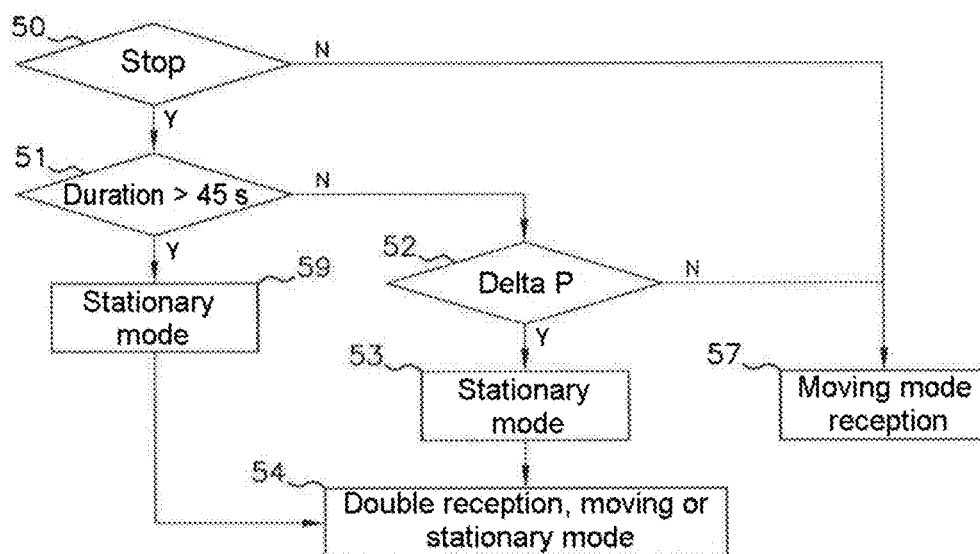 50
Stop
N
Y
51
Duration > 45 s
N
Y
52
Delta P
N
Y
59
Stationary
mode
53
Stationary
mode
57
Moving mode
reception
54
Double reception, moving or
stationary mode